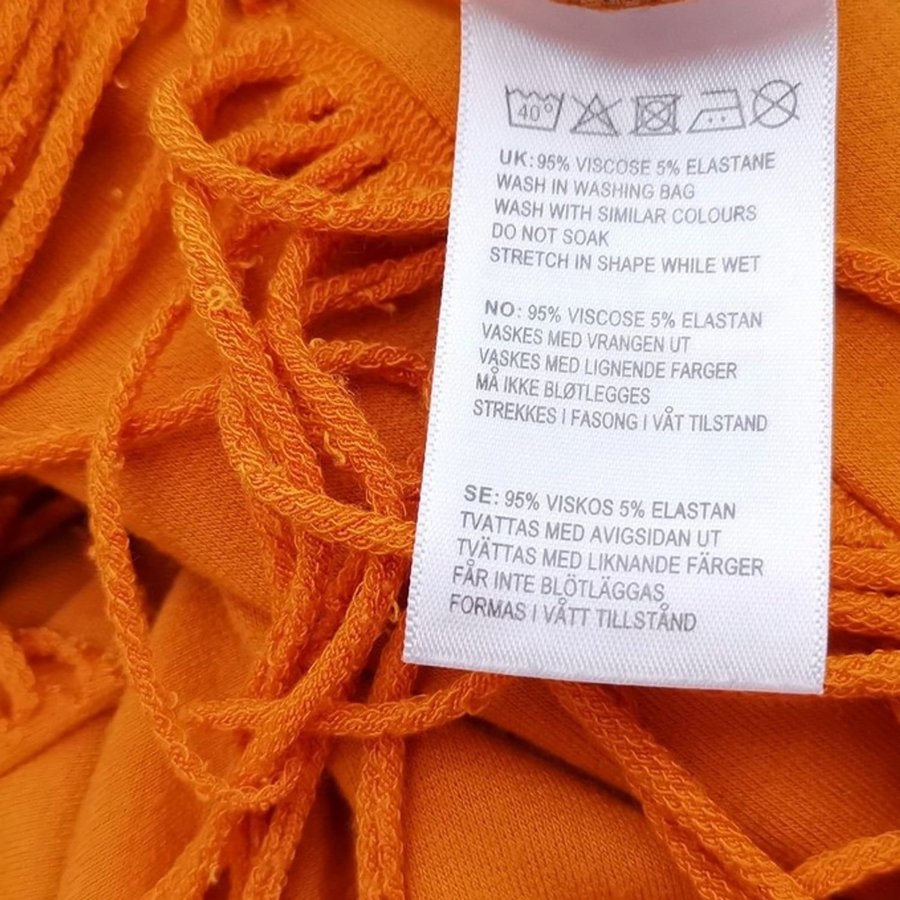 40°
UK: 95% VISCOSE 5% ELASTANE
WASH IN WASHING BAG
WASH WITH SIMILAR COLOURS
DO NOT SOAK
STRETCH IN SHAPE WHILE WET
NO: 95% VISCOSE 5% ELASTAN
VASKES MED VRANGEN UT
VASKES MED LIGNENDE FARGER
MÅ IKKE BLØTLEGGES
STREKKES I FASONG I VÅT TILSTAND
SE: 95% VISKOS 5% ELASTAN
TVATTAS MED AVIGSIDAN UT
TVÄTTAS MED LIKNANDE FÄRGER
FÅR INTE BLÖTLÄGGAS
FORMAS I VÅTT TILLSTÅND